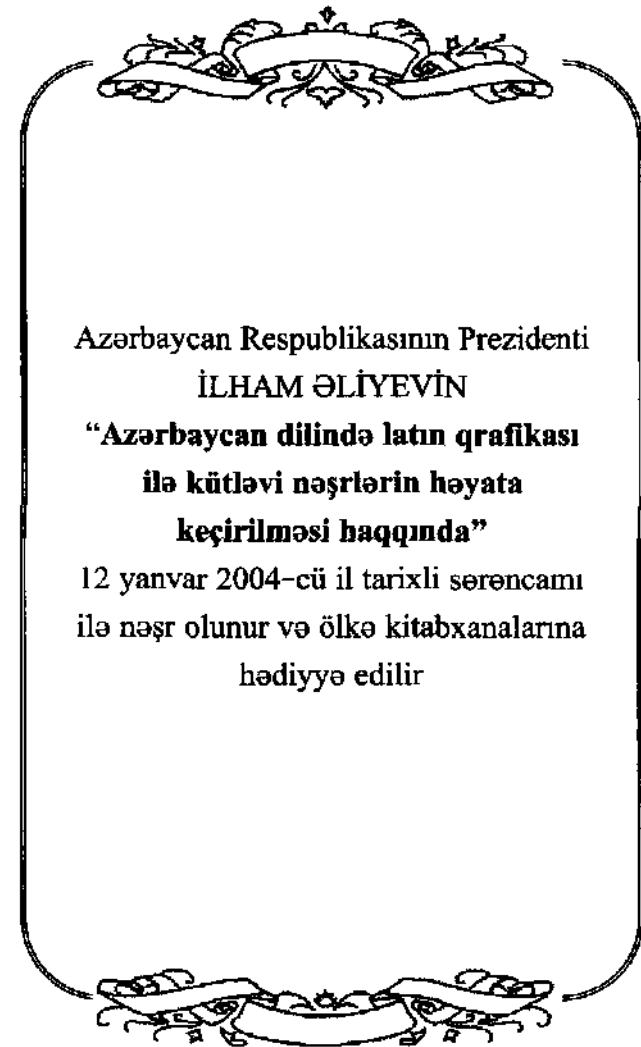 Azərbaycan Respublikasının Prezidenti
İLHAM ƏLİYEVİN
“Azərbaycan dilində latın qrafikası
ilə kütləvi nəşrlərin həyata
keçirilməsi haqqında”
12 yanvar 2004-cü il tarixli sərəncamı
ilə nəşr olunur və ölkə kitabxanalarına
hədiyyə edilir